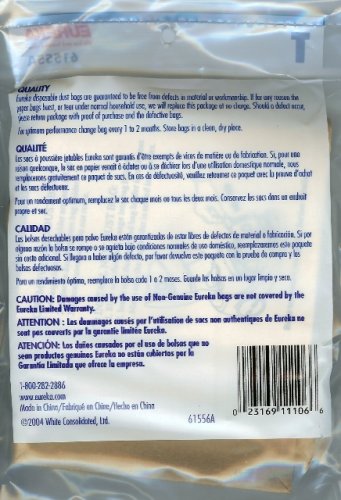 EUREKA
61555A
T
QUALITY
Eureka disposable dust bags are guaranteed to be free from defects in material or workmanship. If for any reason the
paper bags burst, or tear under normal household use, we will replace this package at no charge. Should a defect occur,
please return package with proof of purchase and the defective bags.
For optimum performance change bag every 1 to 2 months. Store bags in a clean, dry place.
QUALITÉ
Les sacs à poussière jetables Eureka sont garantis d'être exempts de vices de matière ou de fabrication. Si, pour une
raison quelconque, le sac en papier venait à éclater ou à se déchirer lors d'une utilisation domestique normale, nous
remplacerons gratuitement ce paquet de sacs. En cas de défectuosité, veuillez retourner ce paquet avec la preuve d'achat
et les sacs défectueux.
Pour un rendement optimum, remplacez le sac chaque mois ou tous les deux mois. Conservez les sacs dans un endroit
propre et sec.
CALIDAD
Las bolsas desechables para polvo Eureka están garantizadas de estar libres de defectos de material o fabricación. Si por
alguna razón la bolsa se rompe o se agujera bajo condiciones normales de uso doméstico, reemplazaremos este paquete
sin costo adicional. Si llegara a haber algún defecto, por favor devuelva este paquete con la prueba de compra y las
bolsas defectuosas.
Para un rendimiento óptimo, reemplace la bolsa cada 1 o 2 meses. Guarde las bolsas en un lugar limpio y seco.
CAUTION: Damages caused by the use of Non-Genuine Eureka bags are not covered by the
Eureka Limited Warranty.
ATTENTION : Les dommages causés par l'utilisation de sacs non authentiques de Eureka ne
sont pas couverts par la garantie limitée Eureka.
ATENCIÓN: Los daños causados por el uso de bolsas que no
sean productos genuinos Eureka no están cubiertos por la
Garantía Limitada que ofrece la empresa.
1-800-282-2886
www.eureka.com
Made in China/Fabriqué en Chine/Hecho en China
©2004 White Consolidated, Ltd.
61556A
0 23169 11106 6